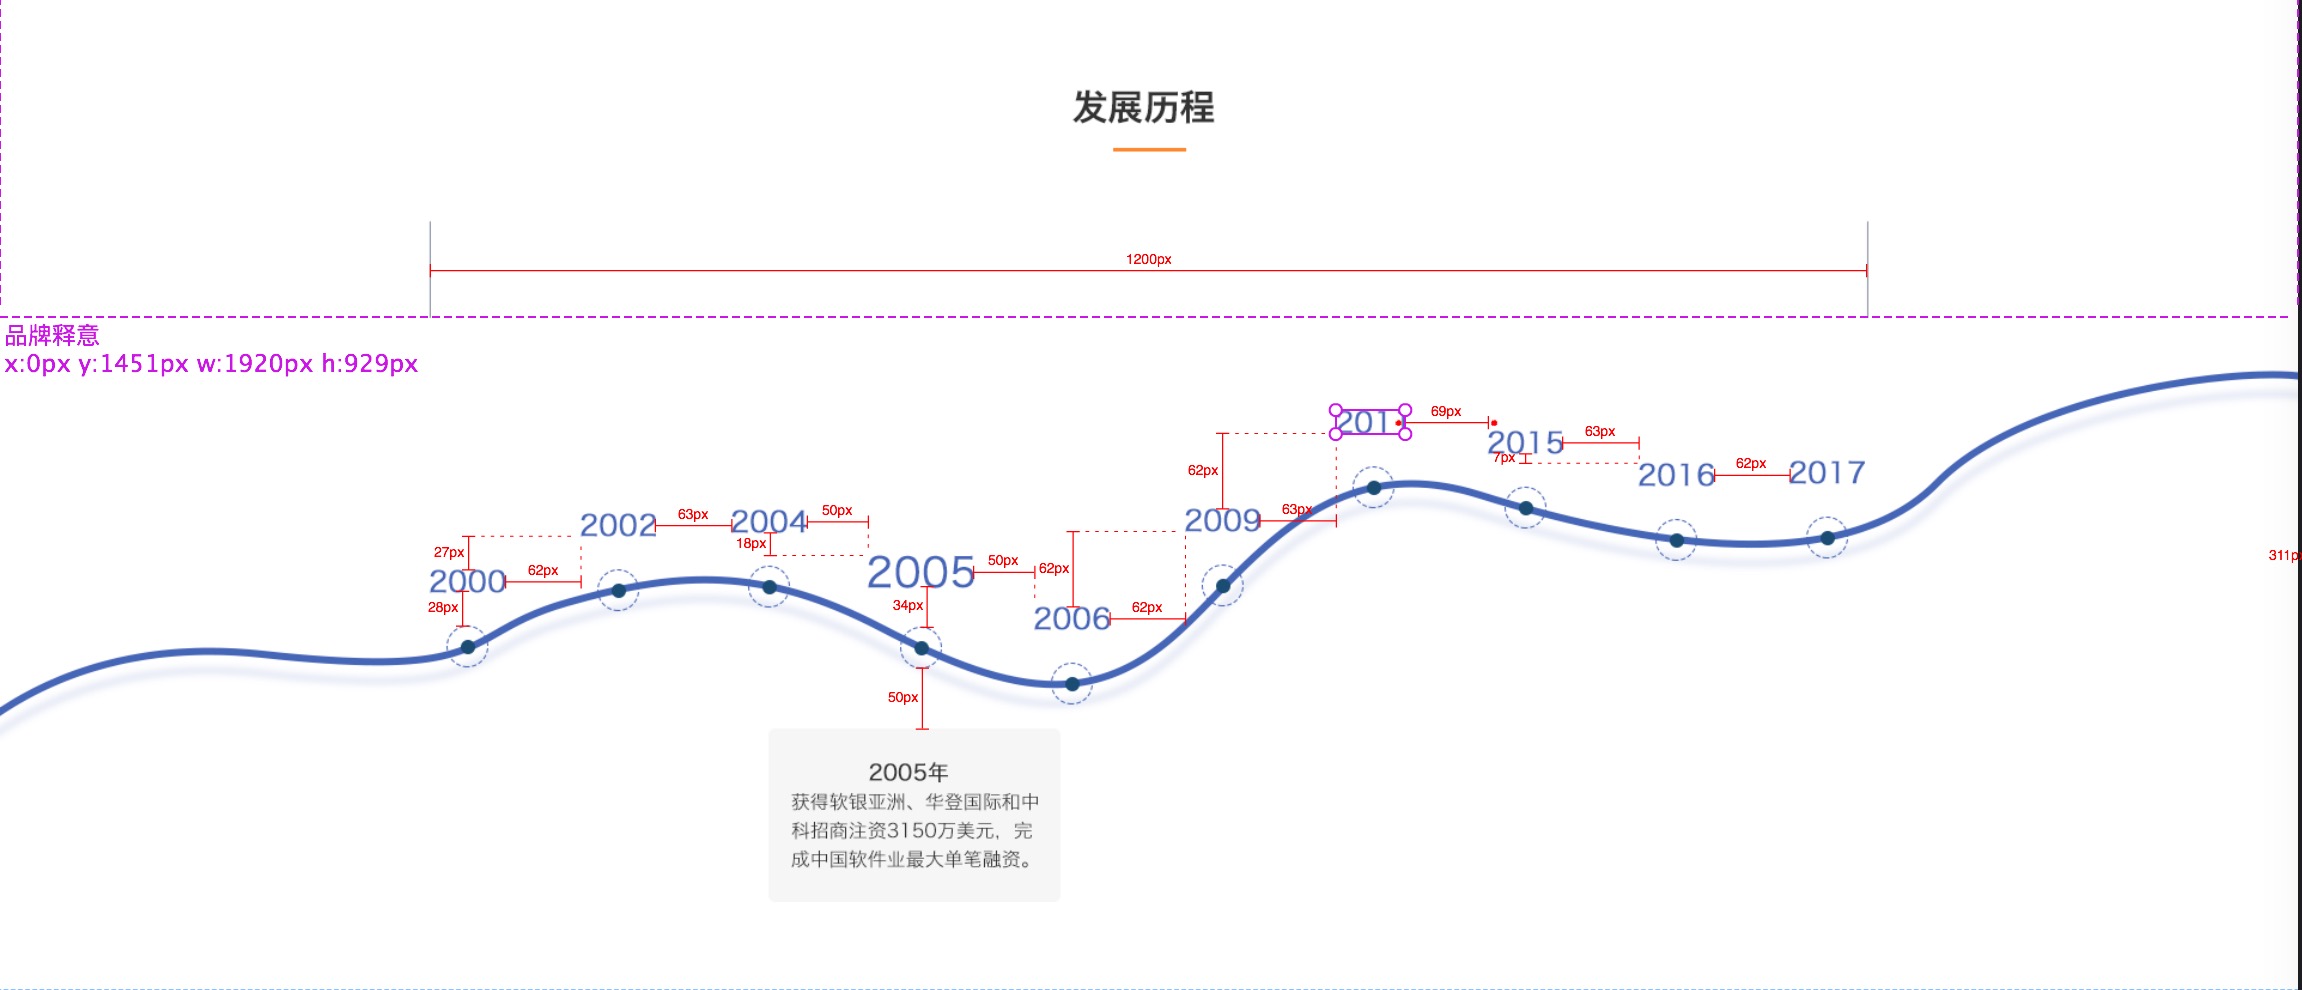 发展历程
1200px
品牌释意
x:0px y:1451px w:1920px h:929px
69px
2015
63px
7px
62px
2016
62px
2017
2002
63px
2004
50px
18px
2009
63px
27px
2000
62px
28px
2005
50px
62px
34px
2006
62px
50px
2005年
获得软银亚洲、华登国际和中
科招商注资3150万美元，完
成中国软件业最大单笔融资。